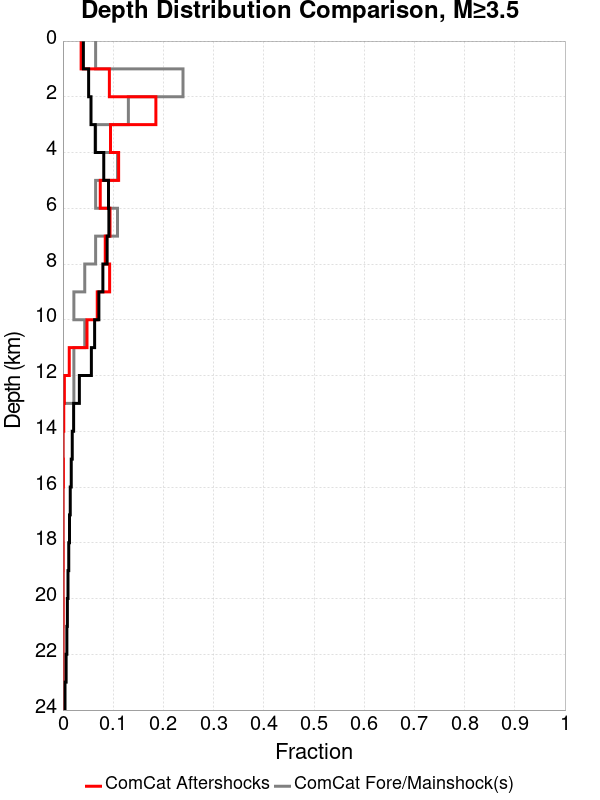 Depth Distribution Comparison, M≥3.5
0
2
4
6
8
10
12
14
16
18
20
22
24
Depth (km)
0 0.1 0.2 0.3 0.4 0.5 0.6 0.7 0.8 0.9 1
Fraction
ComCat Aftershocks ComCat Fore/Mainshock(s)